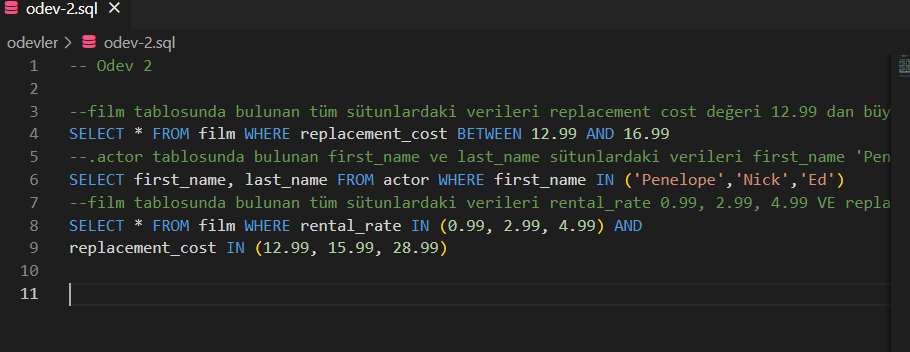 odev-2.sql ×
odevler > odev-2.sql
1 -- Odev 2
2
3 --film tablosunda bulunan tüm sütunlardaki verileri replacement cost değeri 12.99 dan büy
4 SELECT * FROM film WHERE replacement_cost BETWEEN 12.99 AND 16.99
5 --.actor tablosunda bulunan first_name ve last_name sütunlardaki verileri first_name 'Pen
6 SELECT first_name, last_name FROM actor WHERE first_name IN ('Penelope','Nick','Ed')
7 --film tablosunda bulunan tüm sütunlardaki verileri rental_rate 0.99, 2.99, 4.99 VE repla
8 SELECT * FROM film WHERE rental_rate IN (0.99, 2.99, 4.99) AND
9 replacement_cost IN (12.99, 15.99, 28.99)
10
11